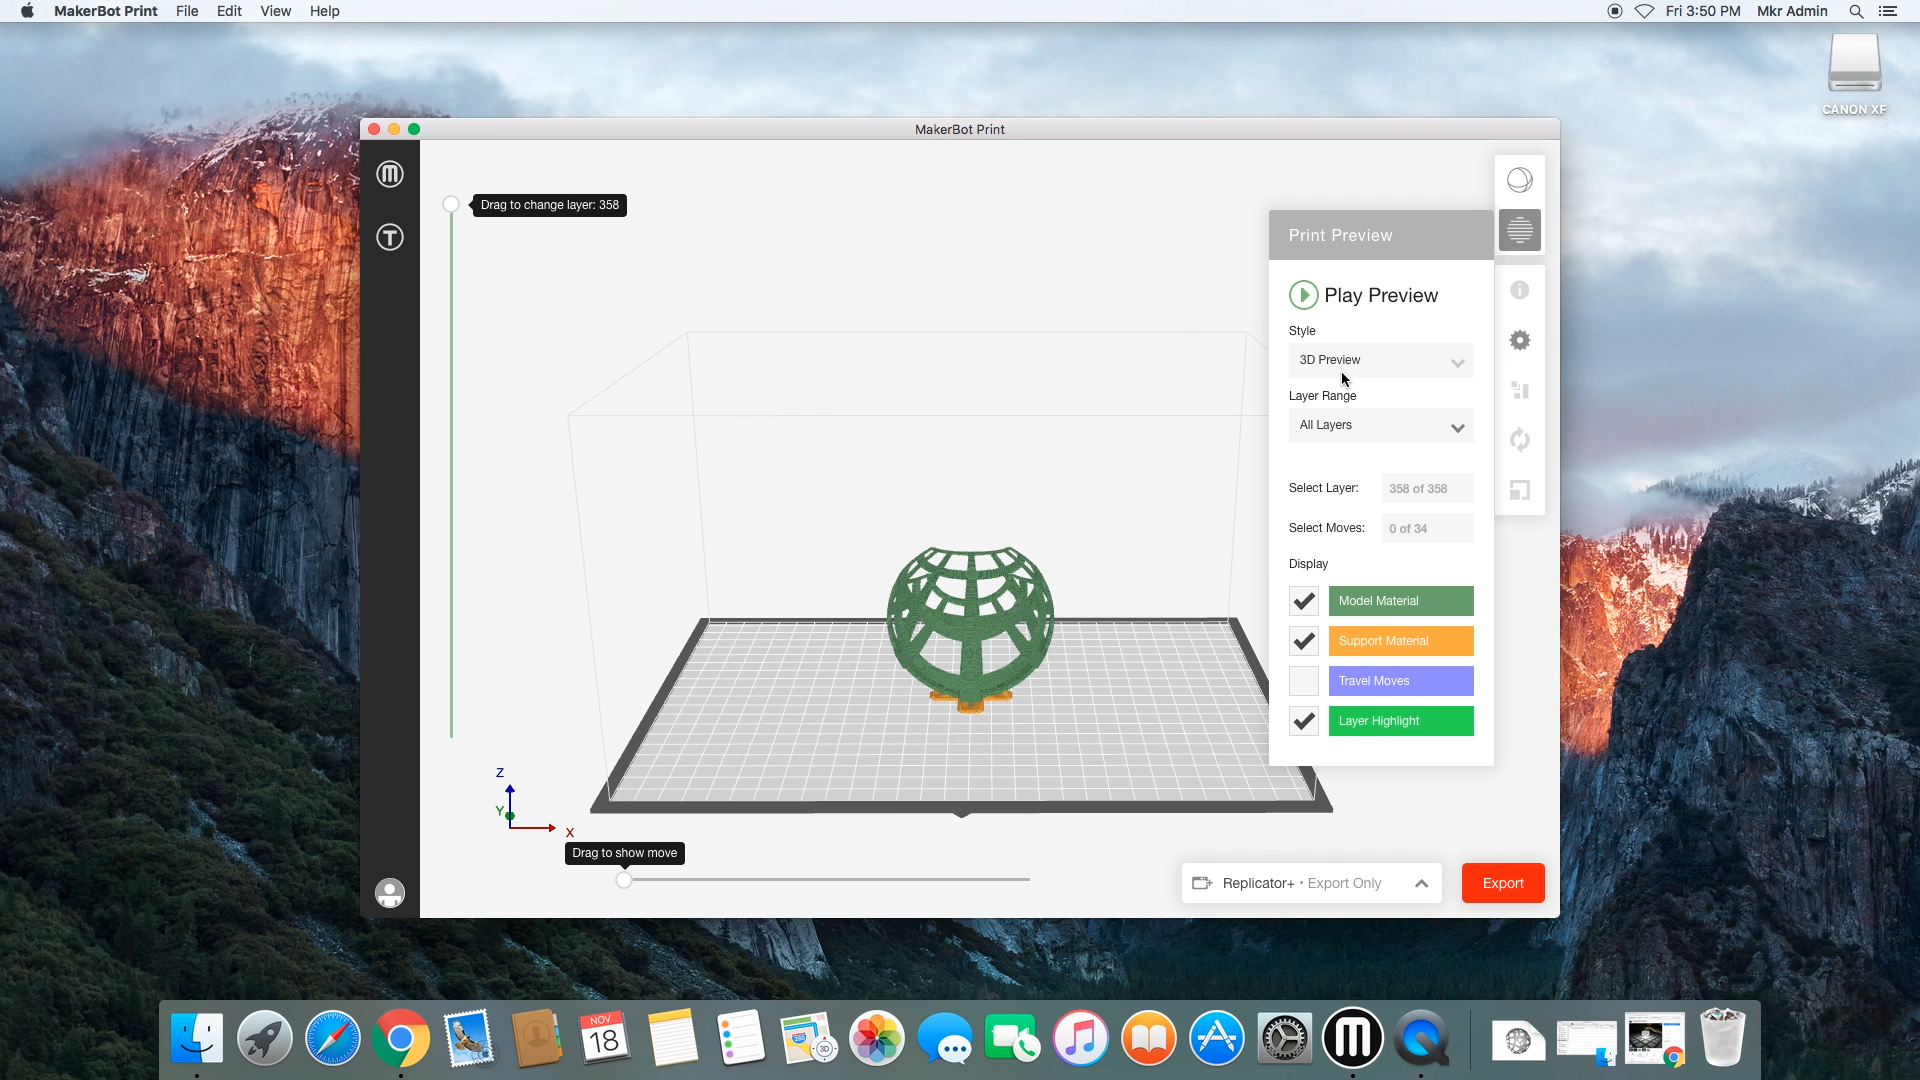 MakerBot Print File Edit View Help
Fri 3:50 PM Mkr Admin
CANON XF
MakerBot Print
M
T
Drag to change layer: 358
Print Preview
Play Preview
Style
3D Preview
Layer Range
All Layers
Select Layer: 358 of 358
Select Moves: 0 of 34
Display
Model Material
Support Material
Travel Moves
Layer Highlight
Z
Y
X
Drag to show move
Replicator+ • Export Only
Export
NOV
18
280
3D
M